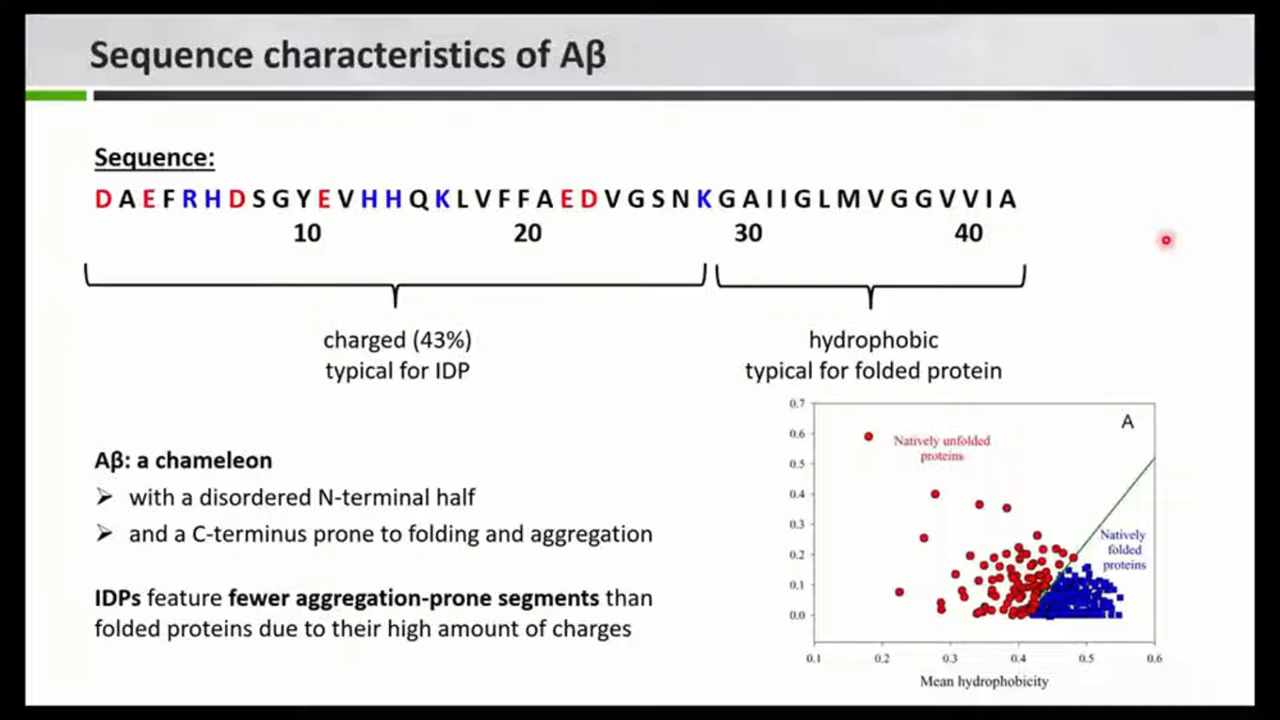 Sequence characteristics of Aβ
Sequence:
D A E F R H D S G Y E V H H Q K L V F F A E D V G S N K G A I I G L M V G G V V I A
10 20 30 40
charged (43%)
typical for IDP
hydrophobic
typical for folded protein
Aβ: a chameleon
➢ with a disordered N-terminal half
➢ and a C-terminus prone to folding and aggregation
IDPs feature fewer aggregation-prone segments than
folded proteins due to their high amount of charges
A
Natively unfolded
proteins
Natively
folded
proteins
0.7
0.6
0.5
0.4
0.3
0.2
0.1
0.0
0.1 0.2 0.3 0.4 0.5 0.6
Mean hydrophobicity